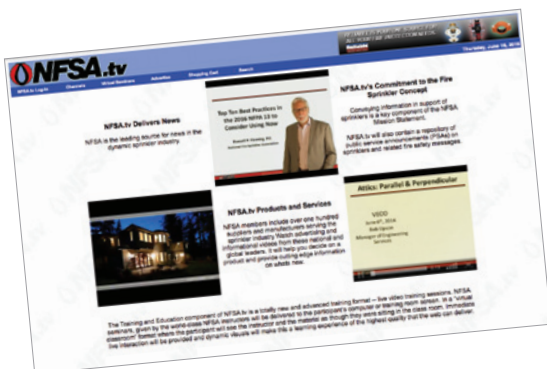 NFSA.tv
NFSA.tv Log In Channels Virtual Seminars Advertise Shopping Cart Search
NFSA.tv Delivers News
NFSA is the leading source for news in the
dynamic sprinkler industry.
Top Ten Best Practices in
the 2016 NFPA 13 to
Consider Using Now
NFSA.tv's Commitment to the Fire
Sprinkler Concept
Conveying information in support of
sprinklers is a key component of the NFSA
Mission Statement.
NFSA.tv will also contain a repository of
public service announcements (PSAs) on
sprinklers and related fire safety messages.
NFSA.tv Products and Services
NFSA members include over one hundred
suppliers and manufacturers serving the
sprinkler industry. Watch advertising and
informational videos from these national and
global leaders. It will help you decide on a
product and provide cutting edge information
on whats new.
Attics: Parallel & Perpendicular
2016
Manager of Engineering
Services
The Training and Education component of NFSA.tv is a totally new and advanced training format – live video training sessions. NFSA
seminars, given by the world-class NFSA instructors will be delivered to the participant's computer or training room screen. In a "virtual
classroom" format where the participant will see the instructor and the material as though they were sitting in the class room. Immediate
live interaction will be provided and dynamic visuals will make this a learning experience of the highest quality that the web can deliver.